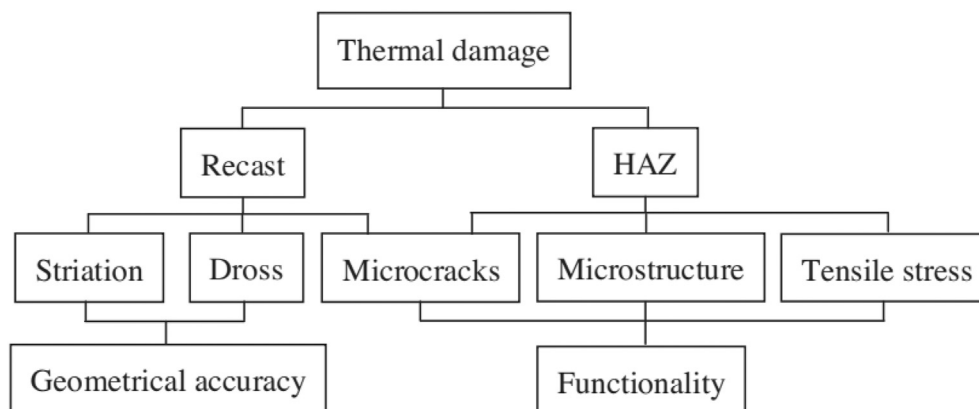 Thermal damage
Recast
HAZ
Striation
Dross
Microcracks
Microstructure
Tensile stress
Geometrical accuracy
Functionality